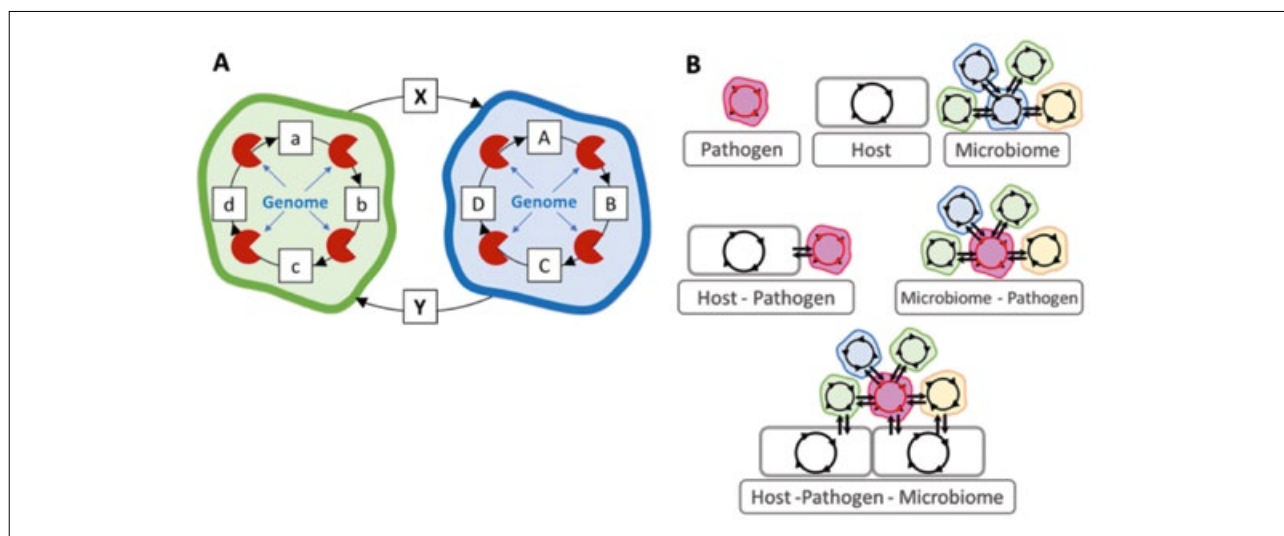 A
X
a
d
Genome
b
c
A
D
Genome
B
C
Y
B
Pathogen
Host
Microbiome
Host - Pathogen
Microbiome - Pathogen
Host -Pathogen - Microbiome